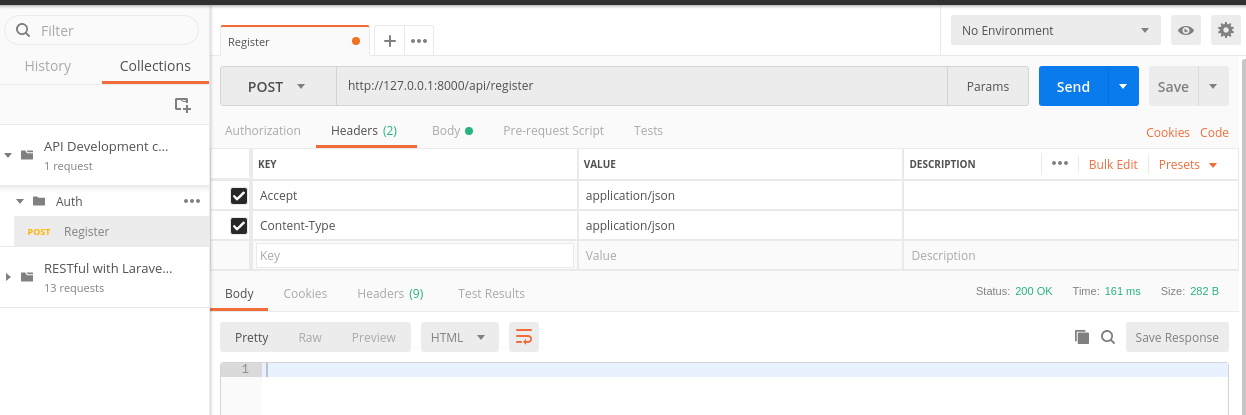 Filter
History Collections
API Development c...
1 request
Auth
POST Register
RESTful with Larave...
13 requests
Register
No Environment
POST http://127.0.0.1:8000/api/register Params Send Save
Authorization Headers (2) Body Pre-request Script Tests Cookies Code
KEY VALUE DESCRIPTION Bulk Edit Presets
Accept application/json
Content-Type application/json
Key Value Description
Body Cookies Headers (9) Test Results Status: 200 OK Time: 161 ms Size: 282 B
Pretty Raw Preview HTML Save Response
1